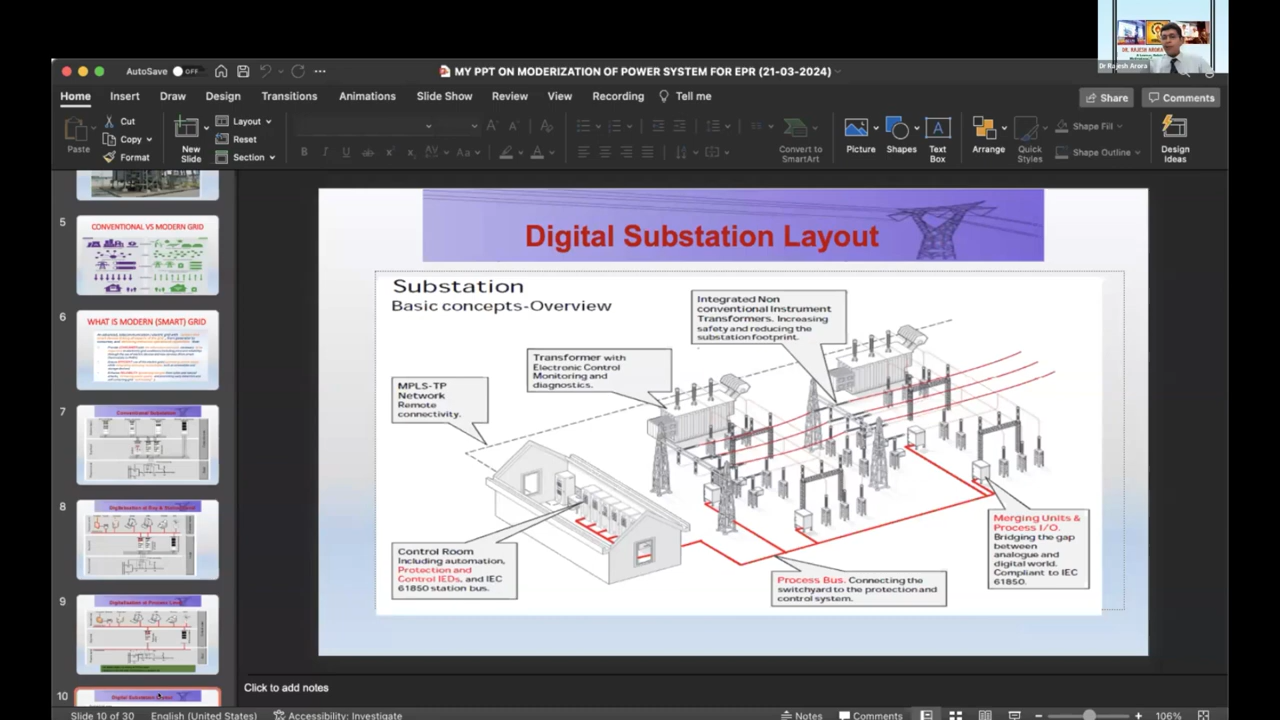 AutoSave OFF
MY PPT ON MODERIZATION OF POWER SYSTEM FOR EPR (21-03-2024)
Dr Rajesh Arora
Home Insert Draw Design Transitions Animations Slide Show Review View Recording Tell me
Share Comments
Paste
Cut
Copy
Format
New
Slide
Layout
Reset
Section
Convert to
SmartArt
Picture
Shapes
Text
Box
Arrange
Quick
Styles
Shape Fill
Shape Outline
Design
Ideas
5
CONVENTIONAL VS MODERN GRID
6
WHAT IS MODERN (SMART) GRID
7
Conventional Substation
8
9
10
Digital Substation Layout
Substation
Basic concepts-Overview
Integrated Non
conventional Instrument
Transformers. Increasing
safety and reducing the
substation footprint.
Transformer with
Electronic Control
Monitoring and
diagnostics.
MPLS-TP
Network
Remote
connectivity.
Control Room
Including automation,
Protection and
Control IEDs, and IEC
61850 station bus.
Process Bus. Connecting the
switchyard to the protection and
control system.
Merging Units &
Process I/O.
Bridging the gap
between
analogue and
digital world.
Compliant to IEC
61850.
Click to add notes
Slide 10 of 30 English (United States) Accessibility: Investigate Notes Comments 106%